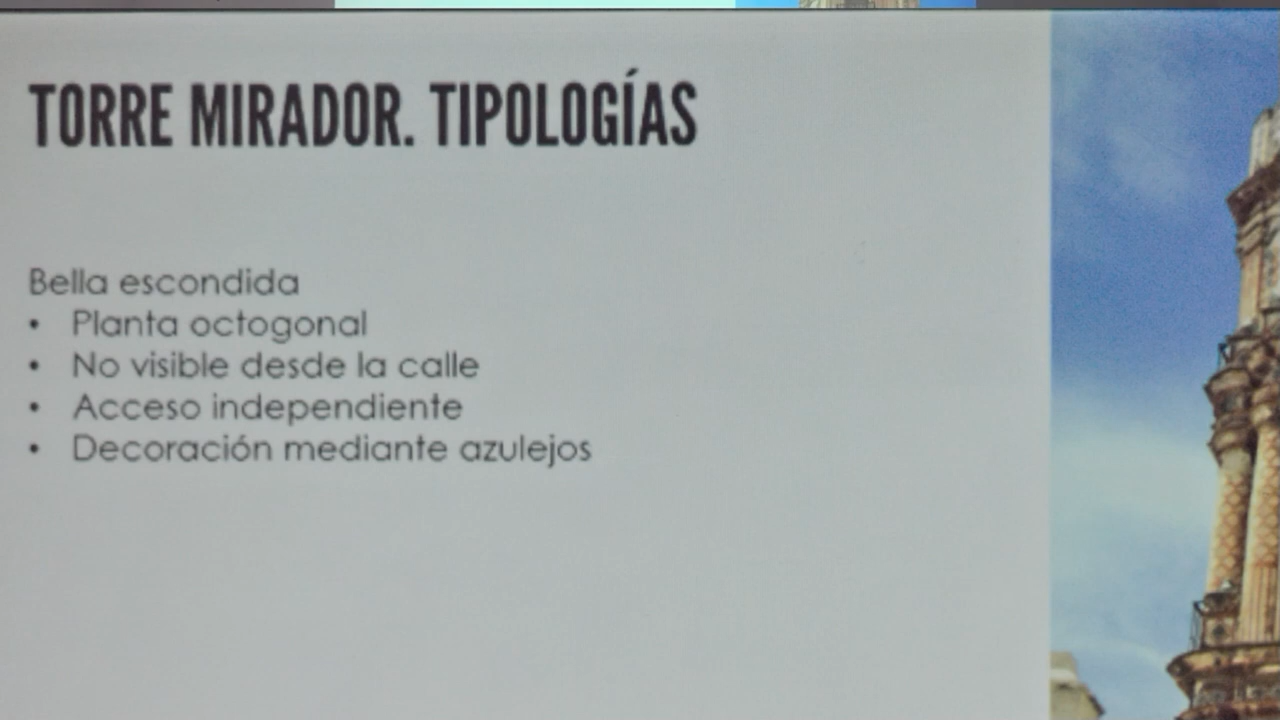 TORRE MIRADOR. TIPOLOGÍAS
Bella escondida
• Planta octogonal
• No visible desde la calle
• Acceso independiente
• Decoración mediante azulejos